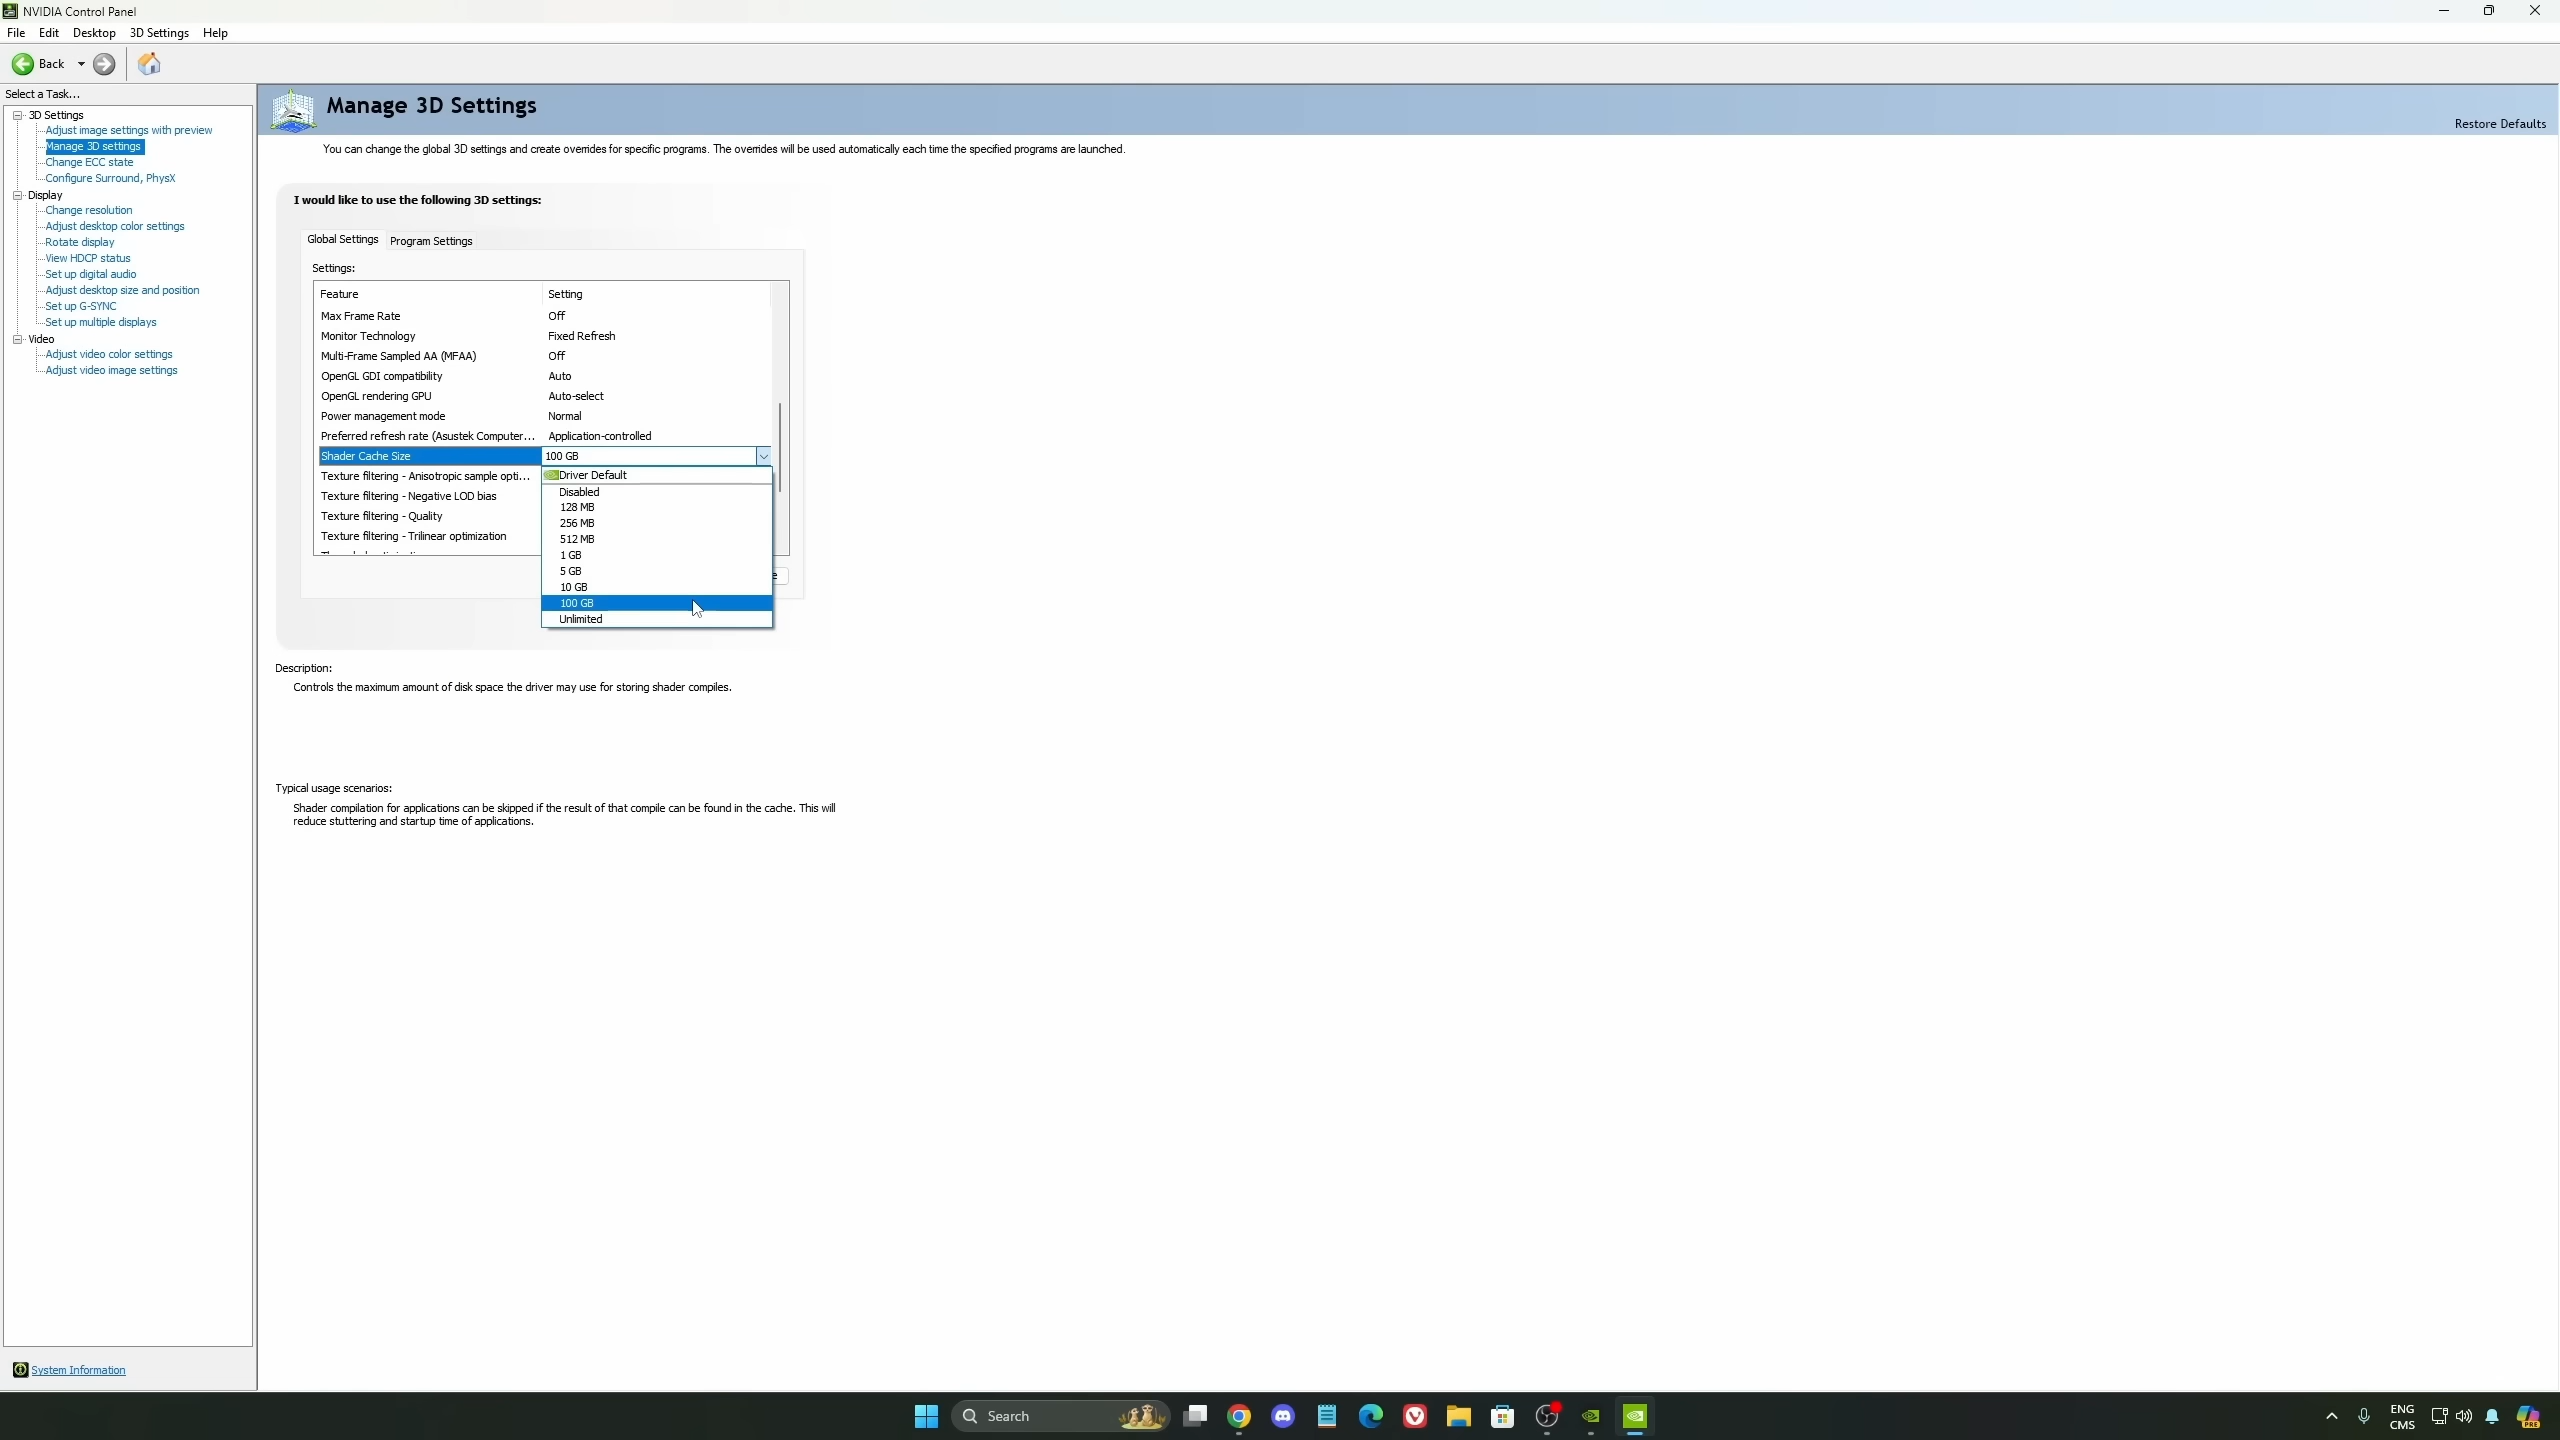 NVIDIA Control Panel
File Edit Desktop 3D Settings Help
Back
Select a Task...
3D Settings
Adjust image settings with preview
Manage 3D settings
Change ECC state
Configure Surround, PhysX
Display
Change resolution
Adjust desktop color settings
Rotate display
View HDCP status
Set up digital audio
Adjust desktop size and position
Set up G-SYNC
Set up multiple displays
Video
Adjust video color settings
Adjust video image settings
System Information
Manage 3D Settings
Restore Defaults
You can change the global 3D settings and create overrides for specific programs. The overrides will be used automatically each time the specified programs are launched.
I would like to use the following 3D settings:
Global Settings Program Settings
Settings:
Feature Setting
Max Frame Rate Off
Monitor Technology Fixed Refresh
Multi-Frame Sampled AA (MFAA) Off
OpenGL GDI compatibility Auto
OpenGL rendering GPU Auto-select
Power management mode Normal
Preferred refresh rate (Asustek Computer... Application-controlled
Shader Cache Size 100 GB
Texture filtering - Anisotropic sample opti...
Texture filtering - Negative LOD bias
Texture filtering - Quality
Texture filtering - Trilinear optimization
Driver Default
Disabled
128 MB
256 MB
512 MB
1 GB
5 GB
10 GB
100 GB
Unlimited
Description:
Controls the maximum amount of disk space the driver may use for storing shader compiles.
Typical usage scenarios:
Shader compilation for applications can be skipped if the result of that compile can be found in the cache. This will
reduce stuttering and startup time of applications.
Search
ENG
CMS
PRE